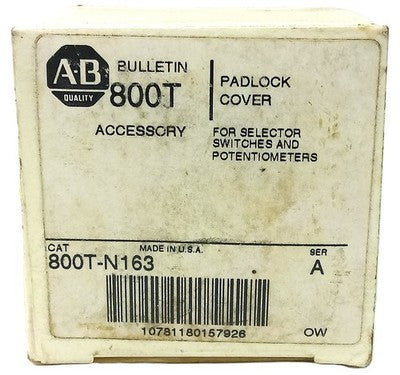 A-B
QUALITY
BULLETIN
800T
ACCESSORY
PADLOCK
COVER
FOR SELECTOR
SWITCHES AND
POTENTIOMETERS
CAT
MADE IN U.S.A.
SER
800T-N163
A
10781180157926
OW